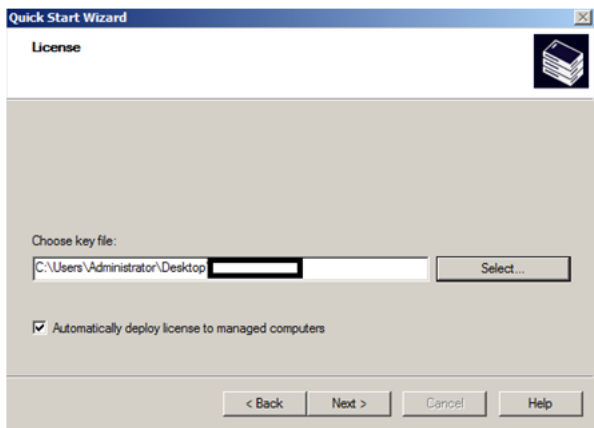 Quick Start Wizard
License
Choose key file:
C:\Users\Administrator\Desktop\
Select...
Automatically deploy license to managed computers
< Back
Next >
Cancel
Help